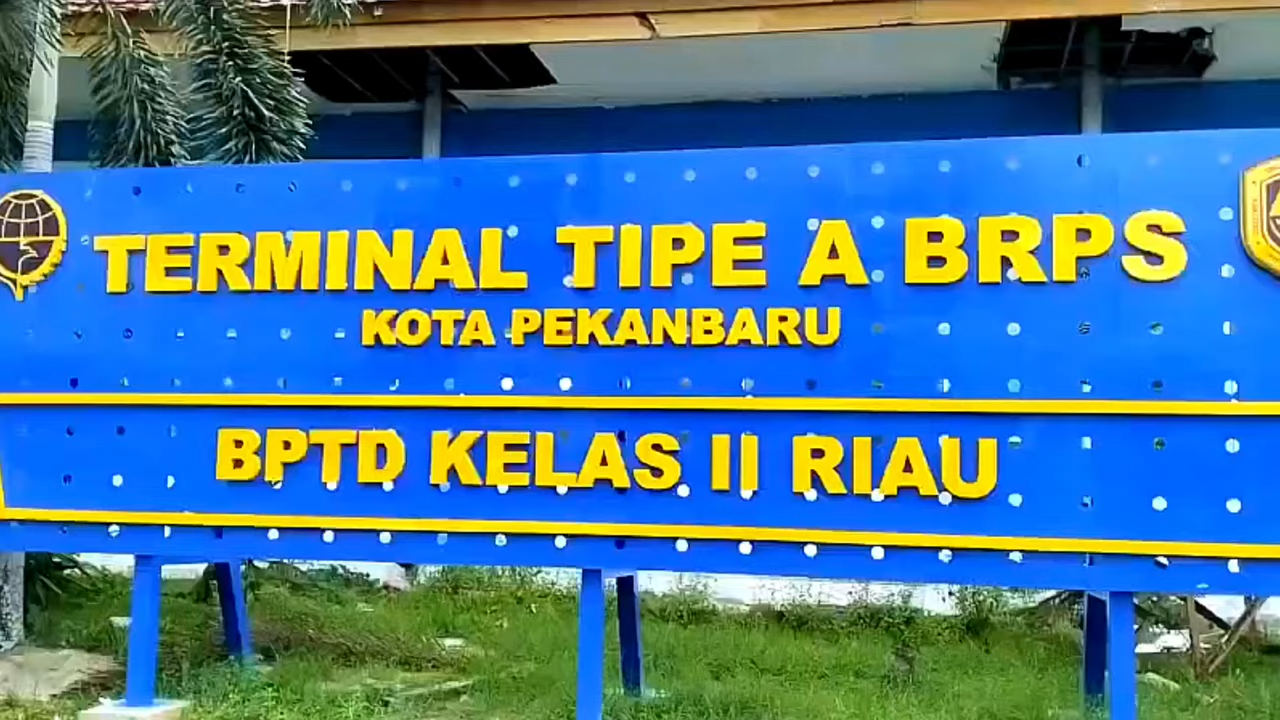 TERMINAL TIPE A BRPS
KOTA PEKANBARU
BPTD KELAS II RIAU